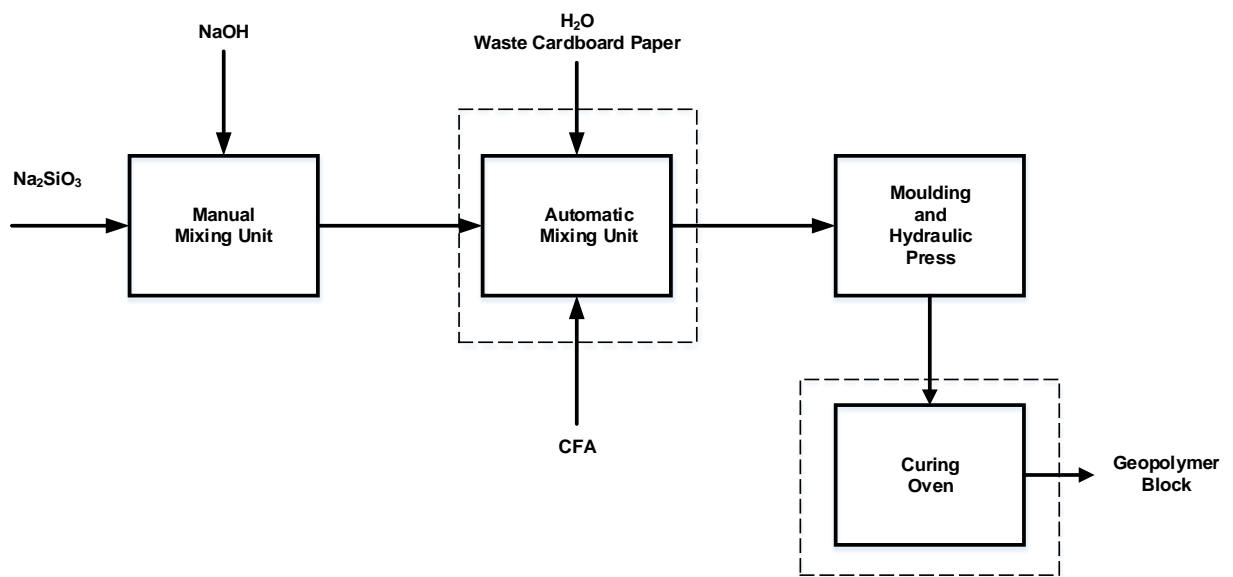 NaOH
H₂O
Waste Cardboard Paper
Na₂SiO₃
Manual
Mixing Unit
Automatic
Mixing Unit
Moulding
and
Hydraulic
Press
CFA
Curing
Oven
Geopolymer
Block